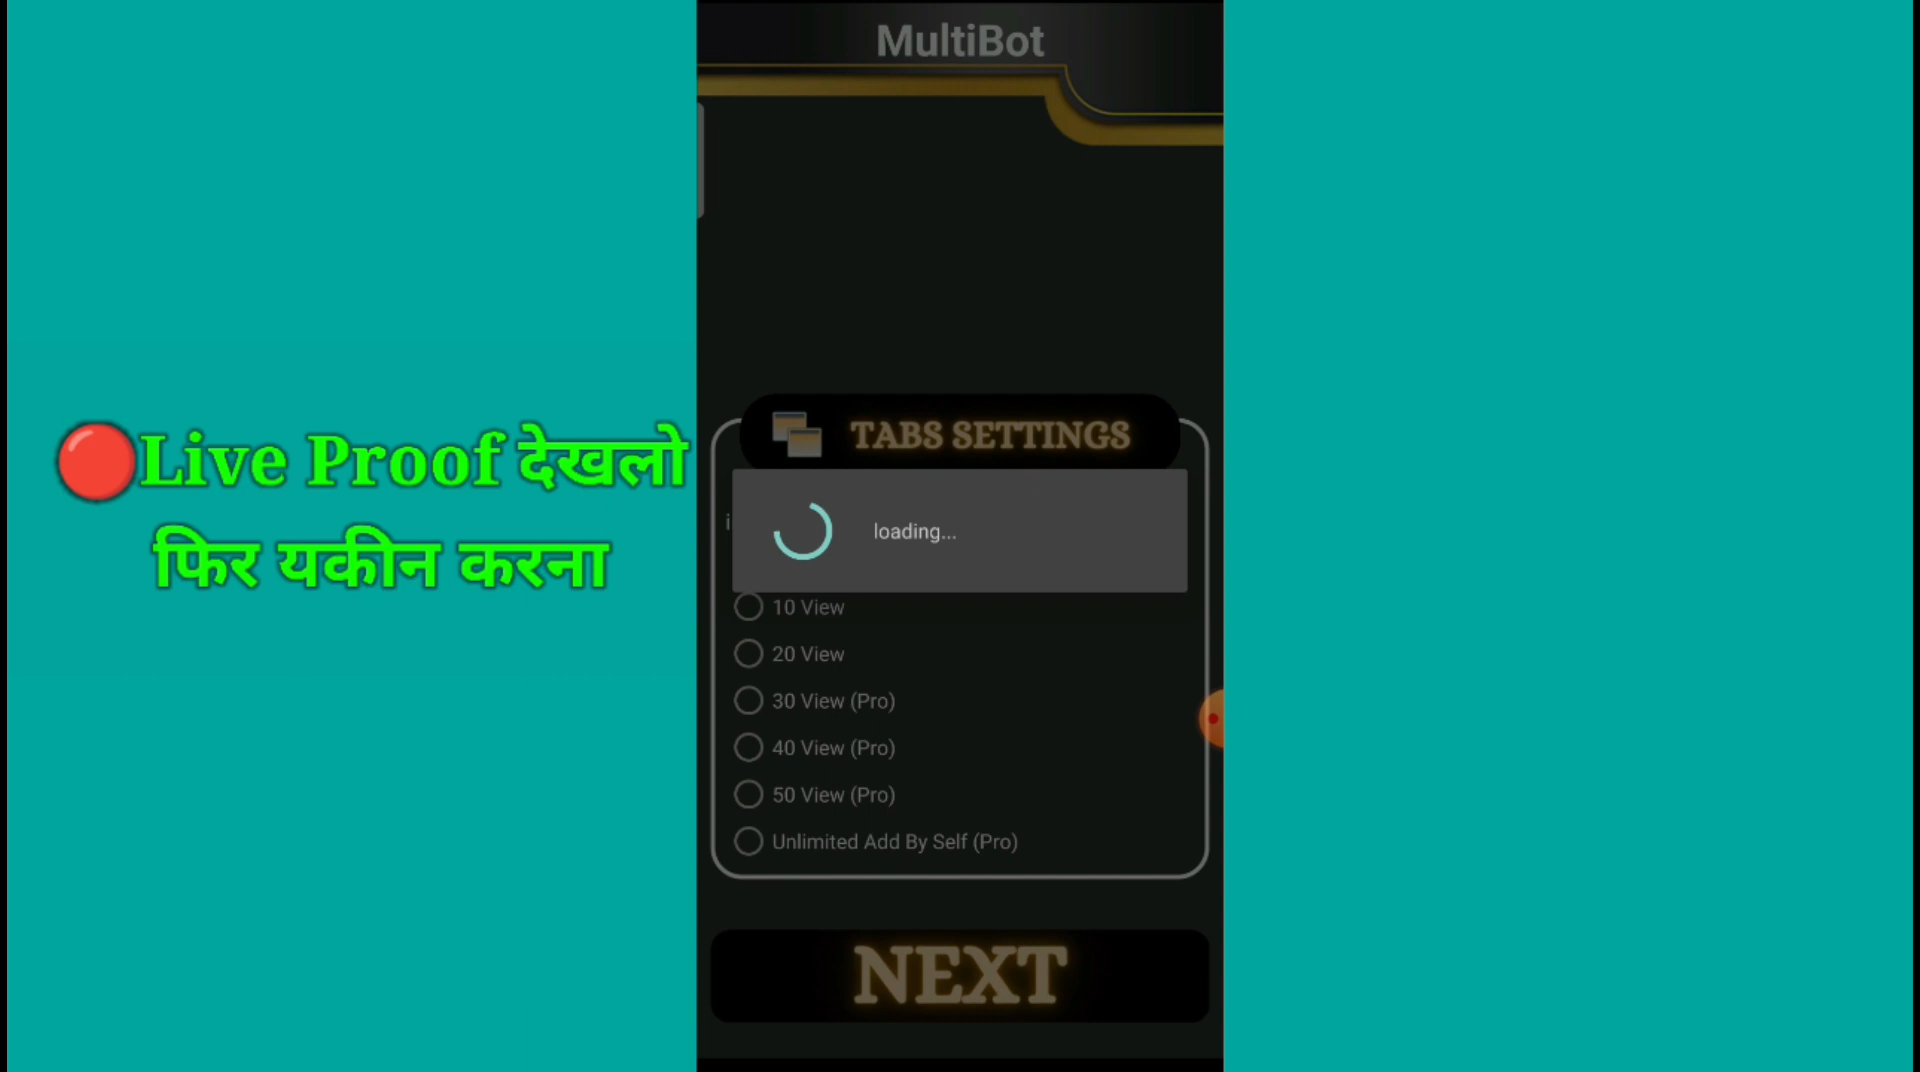 MultiBot
🔴Live Proof देखलो
फिर यकीन करना
TABS SETTINGS
loading...
10 View
20 View
30 View (Pro)
40 View (Pro)
50 View (Pro)
Unlimited Add By Self (Pro)
NEXT